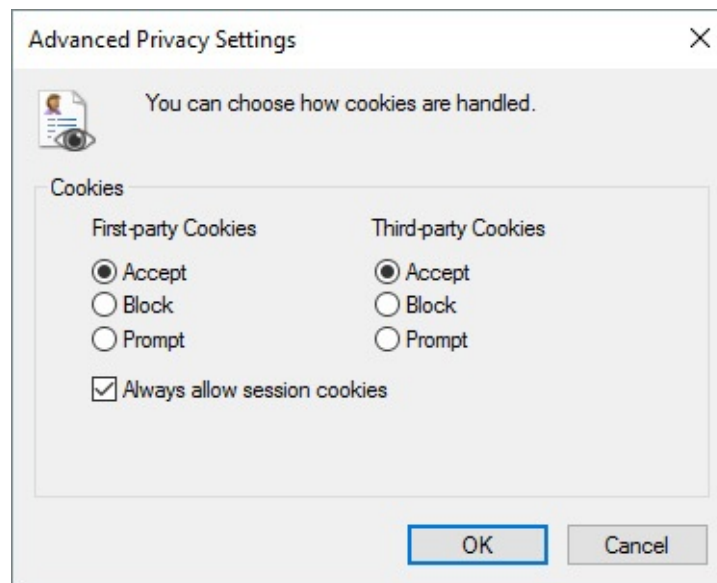 Advanced Privacy Settings
You can choose how cookies are handled.
Cookies
First-party Cookies
Accept
Block
Prompt
Third-party Cookies
Accept
Block
Prompt
Always allow session cookies
OK
Cancel